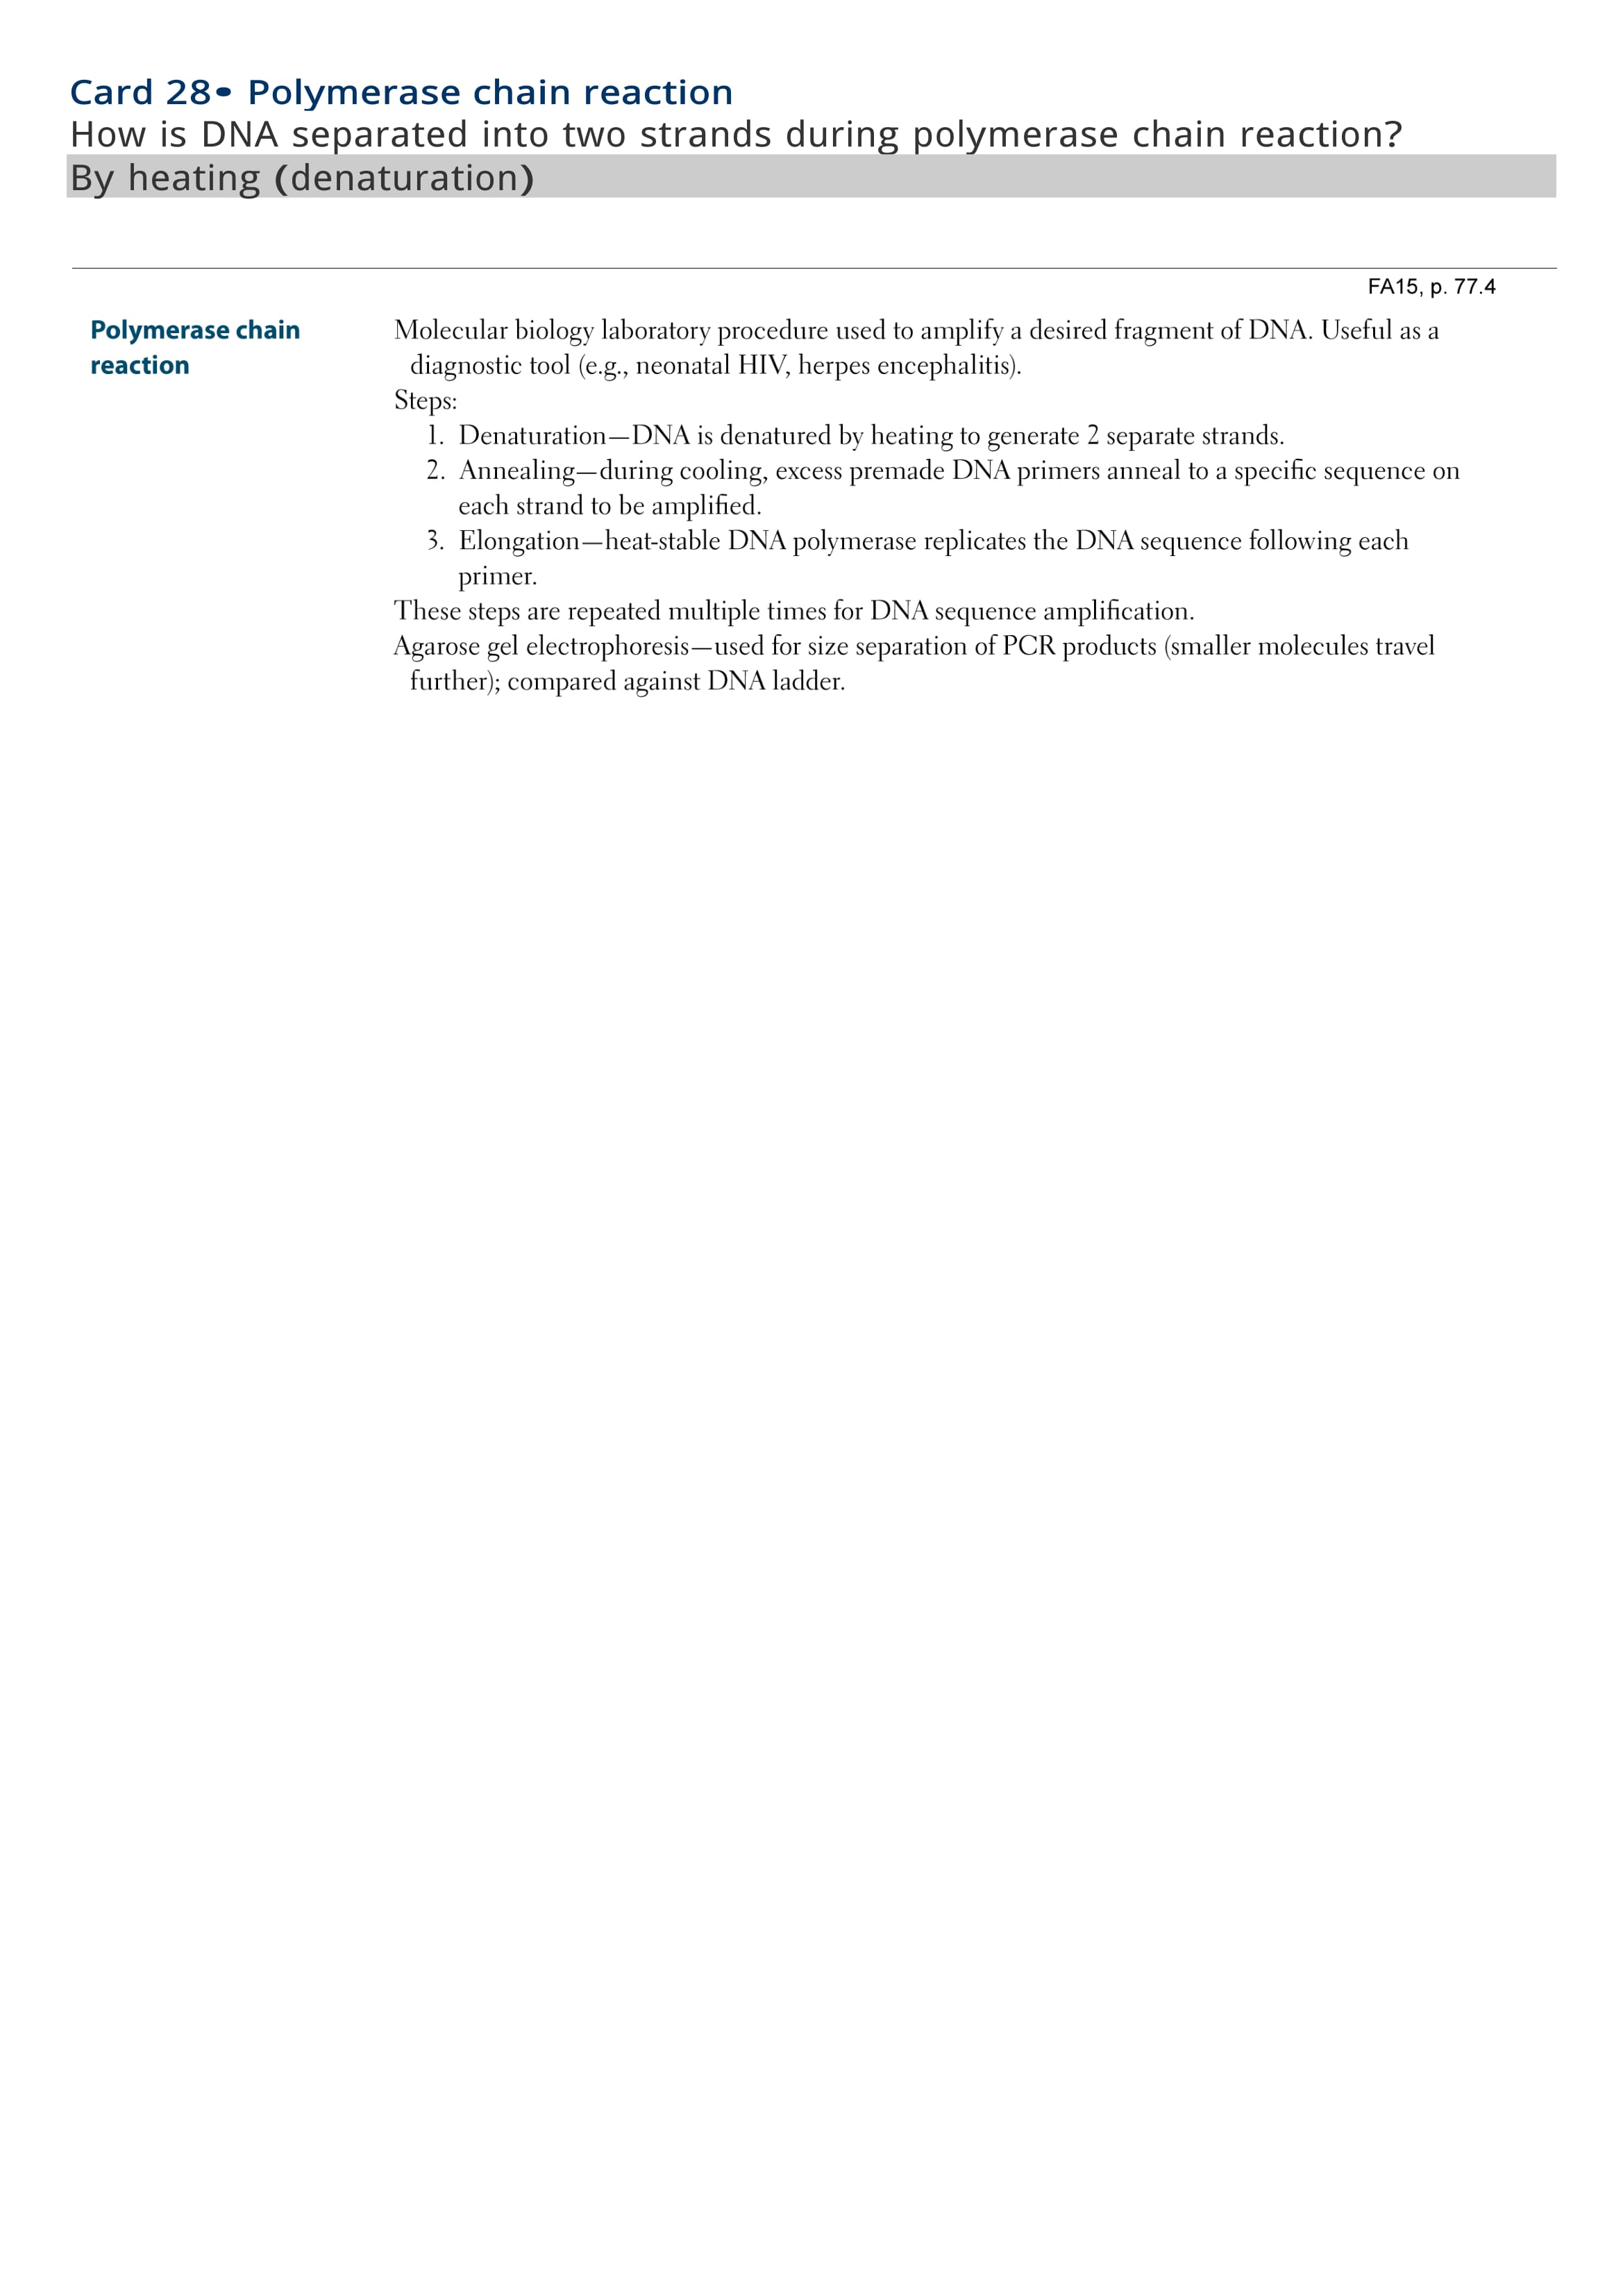 Card 28• Polymerase chain reaction
How is DNA separated into two strands during polymerase chain reaction?
By heating (denaturation)
FA15, p. 77.4
Polymerase chain
reaction
Molecular biology laboratory procedure used to amplify a desired fragment of DNA. Useful as a
diagnostic tool (e.g., neonatal HIV, herpes encephalitis).
Steps:
1. Denaturation—DNA is denatured by heating to generate 2 separate strands.
2. Annealing—during cooling, excess premade DNA primers anneal to a specific sequence on
each strand to be amplified.
3. Elongation—heat-stable DNA polymerase replicates the DNA sequence following each
primer.
These steps are repeated multiple times for DNA sequence amplification.
Agarose gel electrophoresis—used for size separation of PCR products (smaller molecules travel
further); compared against DNA ladder.